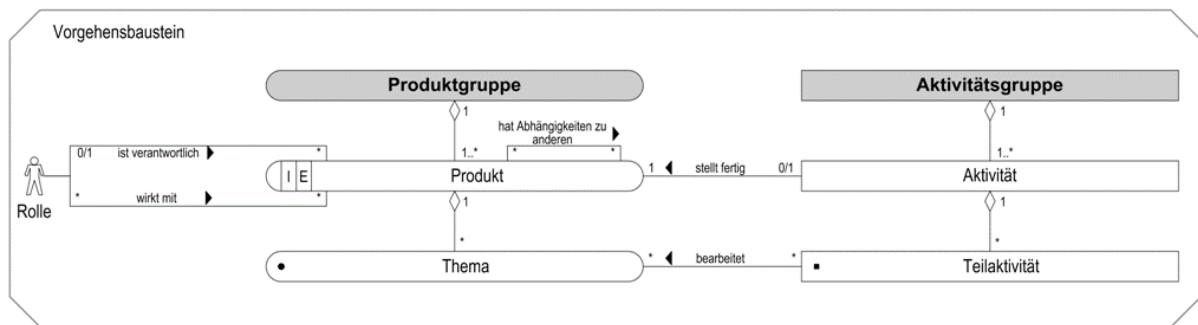 Vorgehensbaustein
Produktgruppe
Aktivitätsgruppe
1
1
hat Abhängigkeiten zu
anderen
0/1 ist verantwortlich *
1..*
* *
1..*
I E Produkt
1 stellt fertig 0/1
Aktivität
* wirkt mit *
Rolle
1
1
*
*
Thema
* bearbeitet *
Teilaktivität